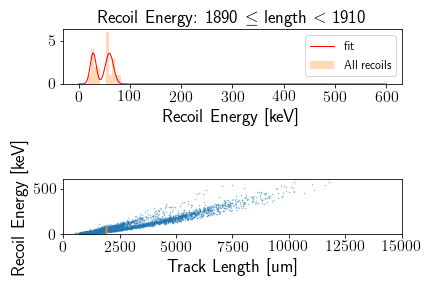 Recoil Energy: 1890 ≤ length < 1910
5
0
fit
All recoils
0 100 200 300 400 500 600
Recoil Energy [keV]
Recoil Energy [keV]
500
0
0 2500 5000 7500 10000 12500 15000
Track Length [um]